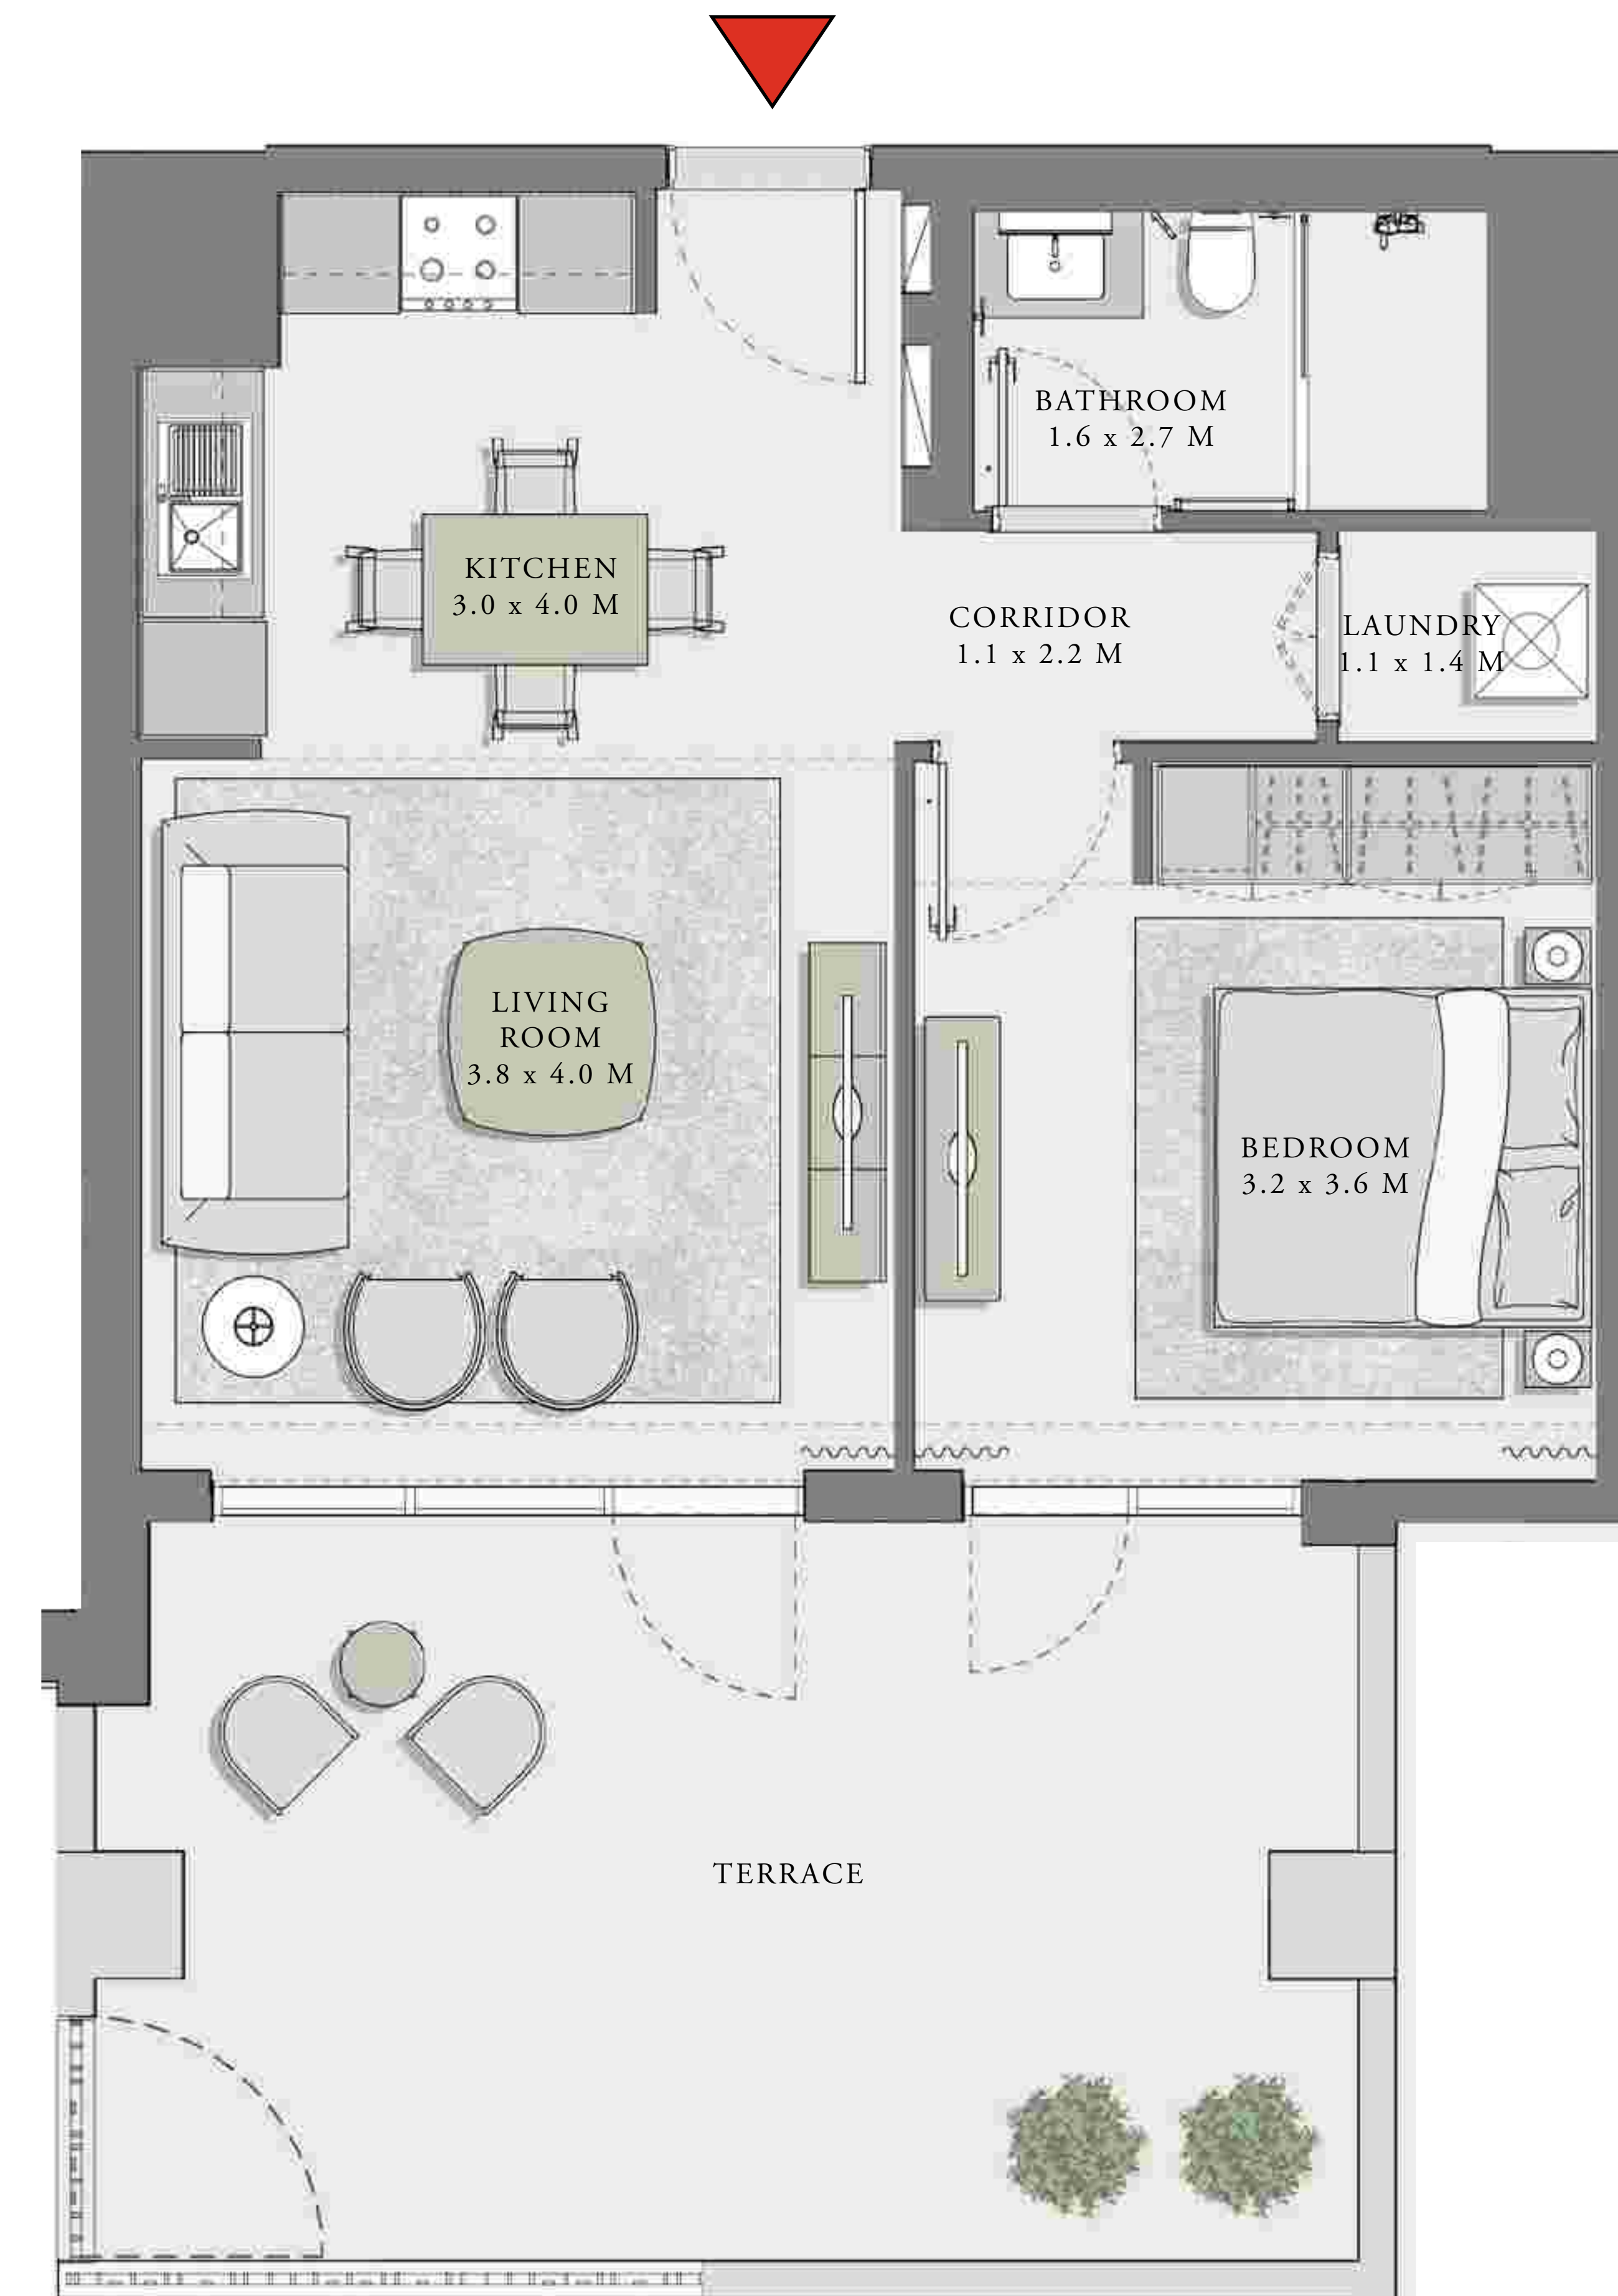 BATHROOM
1.6 x 2.7 M
KITCHEN
3.0 x 4.0 M
CORRIDOR
1.1 x 2.2 M
LAUNDRY
1.1 x 1.4 M
LIVING
ROOM
3.8 x 4.0 M
BEDROOM
3.2 x 3.6 M
TERRACE